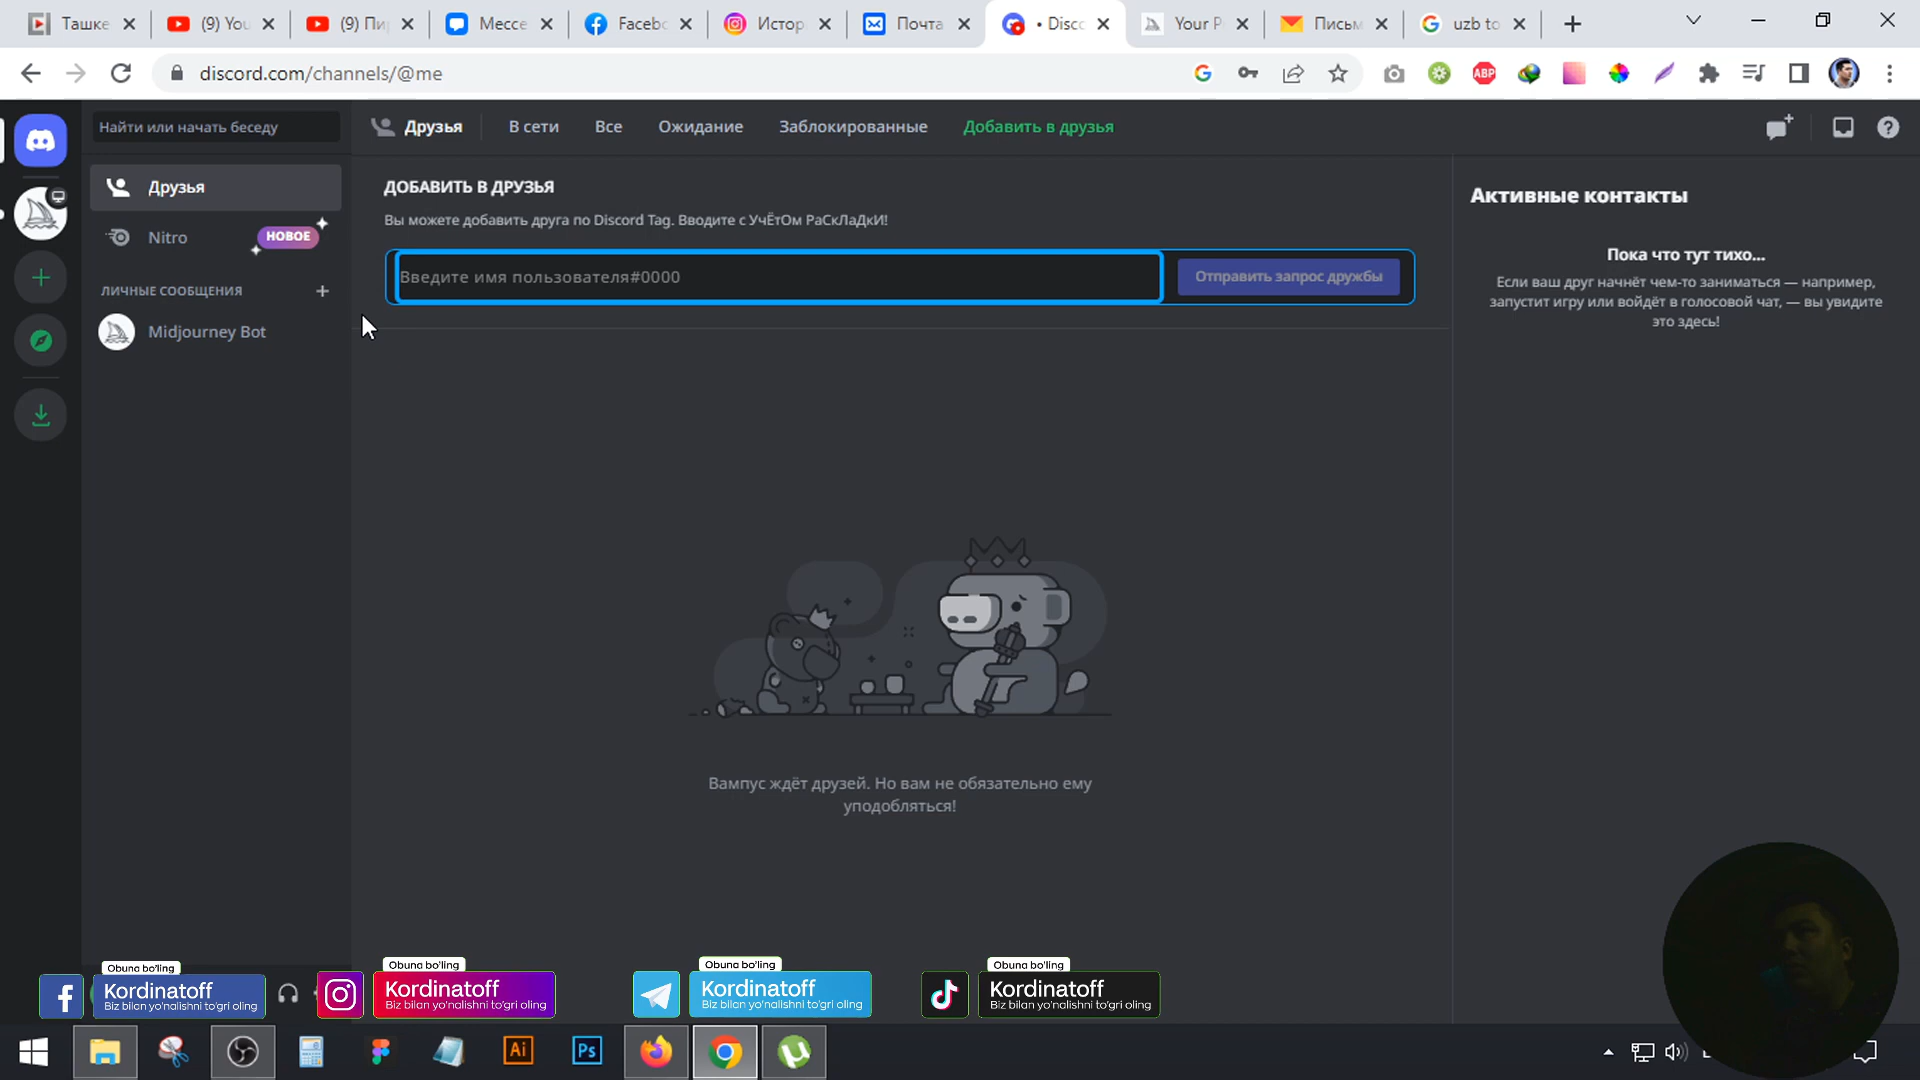 Ташке
(9) You
(9) Пи
Мессе
Facebo
Истор
Почта
• Disco
Your P
Письм
uzb to
discord.com/channels/@me
ABP
Найти или начать беседу
Друзья
В сети
Все
Ожидание
Заблокированные
Добавить в друзья
Друзья
Nitro
НОВОЕ
ЛИЧНЫЕ СООБЩЕНИЯ
Midjourney Bot
ДОБАВИТЬ В ДРУЗЬЯ
Вы можете добавить друга по Discord Tag. Вводите с УчЁтОм РаСкЛаДкИ!
Введите имя пользователя#0000
Отправить запрос дружбы
Вампус ждёт друзей. Но вам не обязательно ему
уподобляться!
Активные контакты
Пока что тут тихо...
Если ваш друг начнёт чем-то заниматься — например,
запустит игру или войдёт в голосовой чат, — вы увидите
это здесь!
Obuna bo'ling
Kordinatoff
Biz bilan yo'nalishni to'gri oling
Obuna bo'ling
Kordinatoff
Biz bilan yo'nalishni to'gri oling
Obuna bo'ling
Kordinatoff
Biz bilan yo'nalishni to'gri oling
Obuna bo'ling
Kordinatoff
Biz bilan yo'nalishni to'gri oling
Ai
Ps